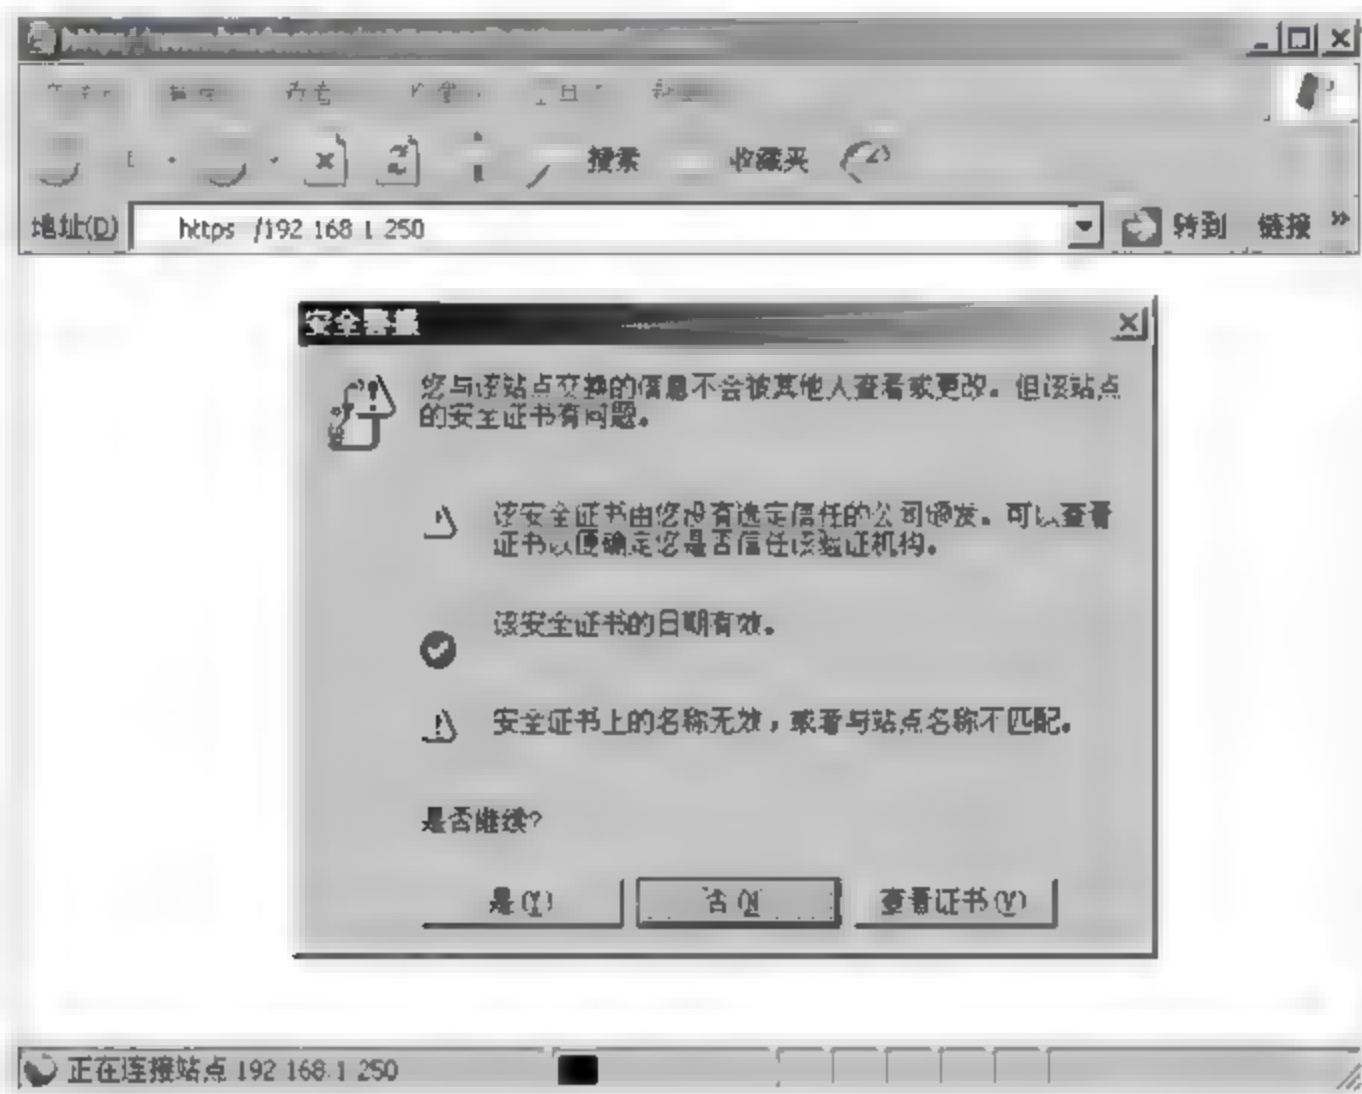 搜索 收藏夹
地址(D) https /192 168 1 250 转到 链接 »
安全警报
您与该站点交换的信息不会被其他人查看或更改。但该站点
的安全证书有问题。
该安全证书由您没有选定信任的公司颁发。可以查看
证书以便确定您是否信任该验证机构。
该安全证书的日期有效。
安全证书上的名称无效，或者与站点名称不匹配。
是否继续?
是(Y) 否(N) 查看证书(V)
正在连接站点 192 168.1 250